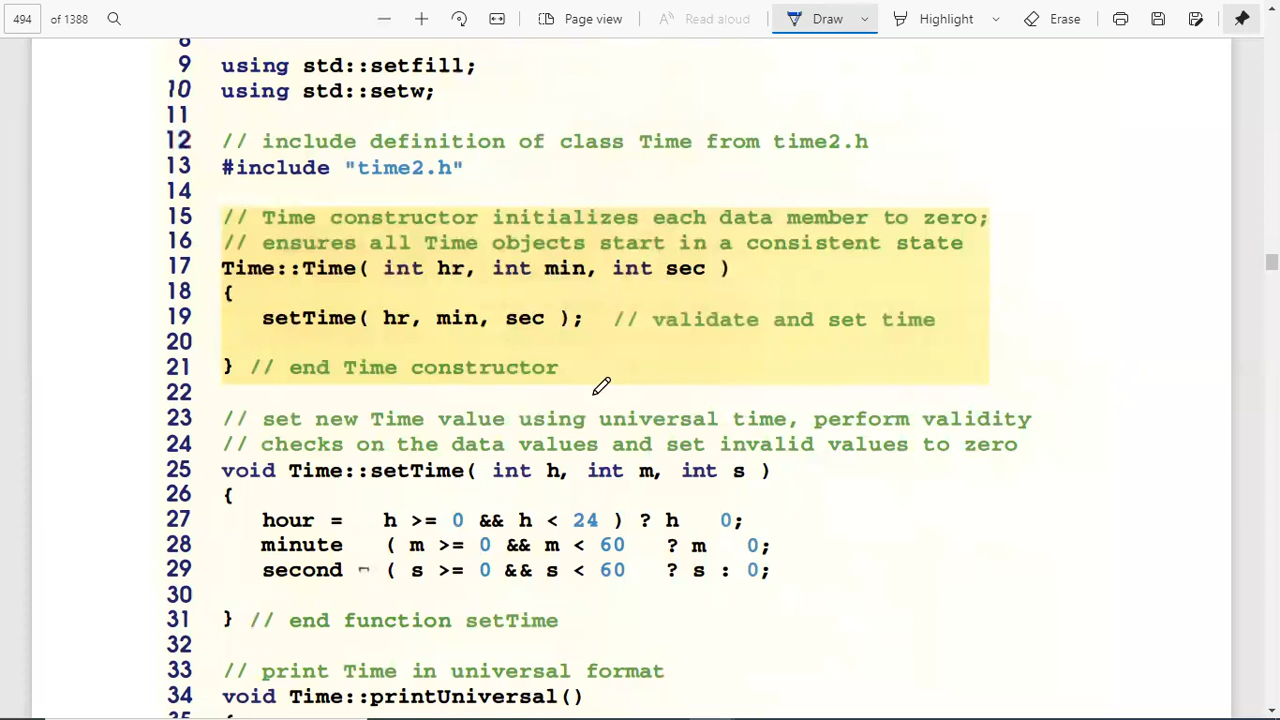 494 of 1388 Page view Read aloud Draw Highlight Erase
8
9 using std::setfill;
10 using std::setw;
11
12 // include definition of class Time from time2.h
13 #include "time2.h"
14
15 // Time constructor initializes each data member to zero;
16 // ensures all Time objects start in a consistent state
17 Time::Time( int hr, int min, int sec )
18 {
19 setTime( hr, min, sec ); // validate and set time
20
21 } // end Time constructor
22
23 // set new Time value using universal time, perform validity
24 // checks on the data values and set invalid values to zero
25 void Time::setTime( int h, int m, int s )
26 {
27 hour = h >= 0 && h < 24 ) ? h 0;
28 minute ( m >= 0 && m < 60 ? m 0;
29 second = ( s >= 0 && s < 60 ? s : 0;
30
31 } // end function setTime
32
33 // print Time in universal format
34 void Time::printUniversal()
35 {